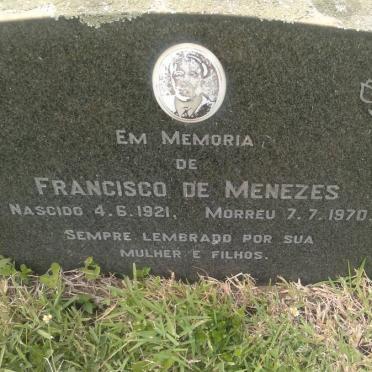 EM MEMORIA
DE
FRANCISCO DE MENEZES
NASCIDO 4.6.1921. MORREU 7.7.1970.
SEMPRE LEMBRADO POR SUA
MULHER E FILHOS.